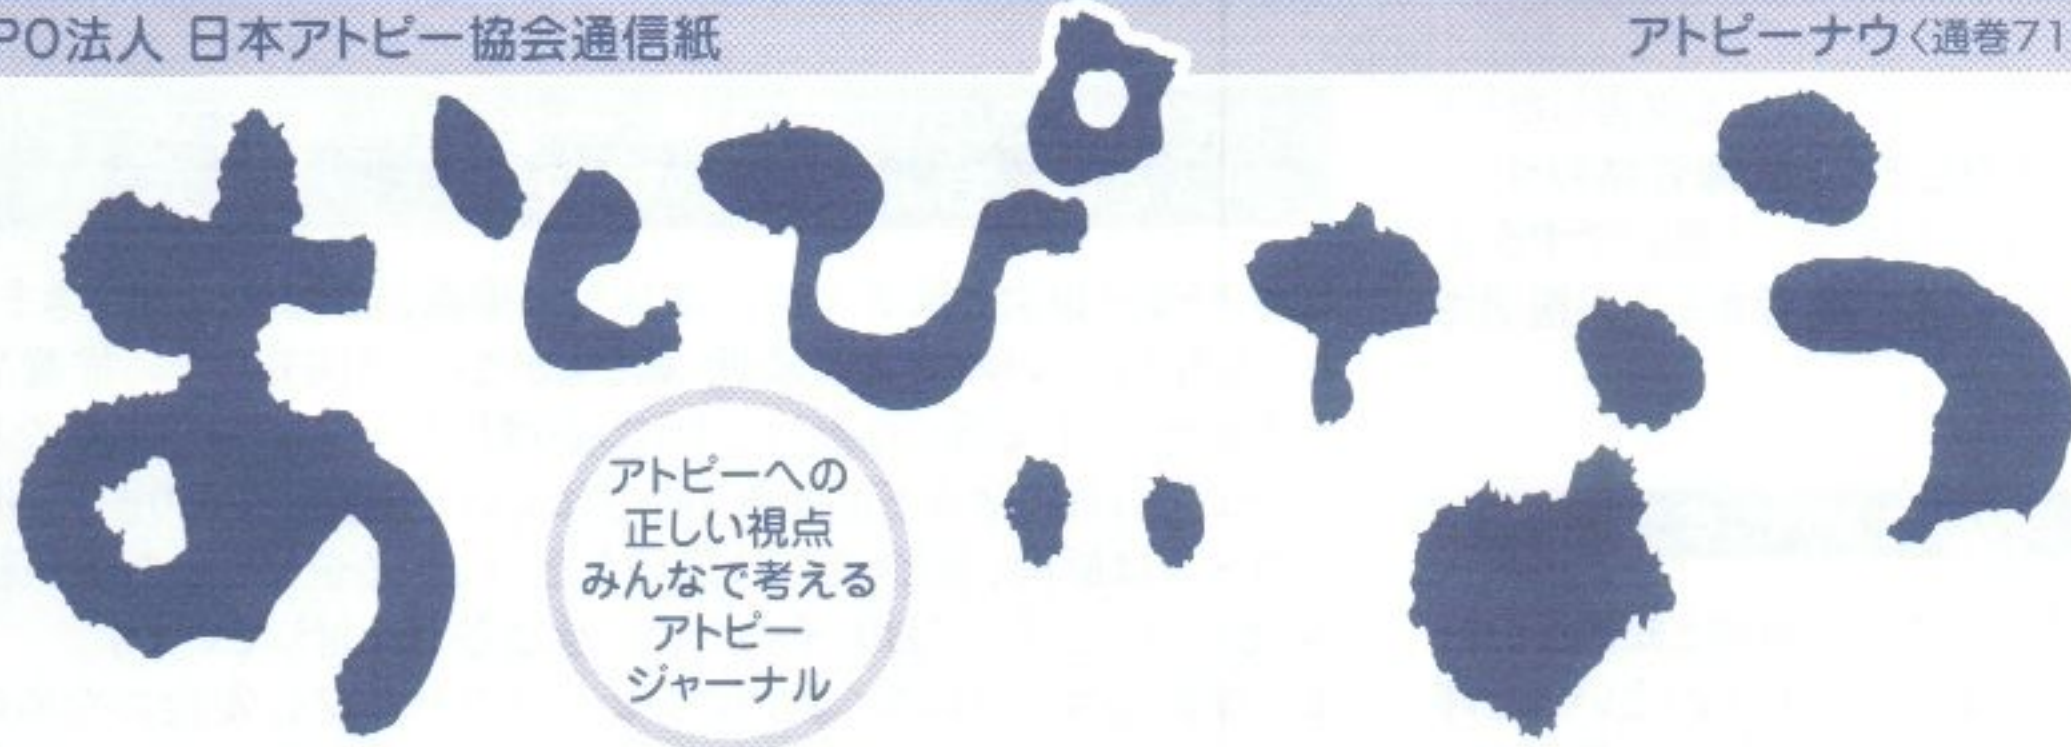 PO法人 日本アトピー協会通信紙
アトピーナウ〈通巻71
あとぴいなう
アトピーへの
正しい視点
みんなで考える
アトピー
ジャーナル